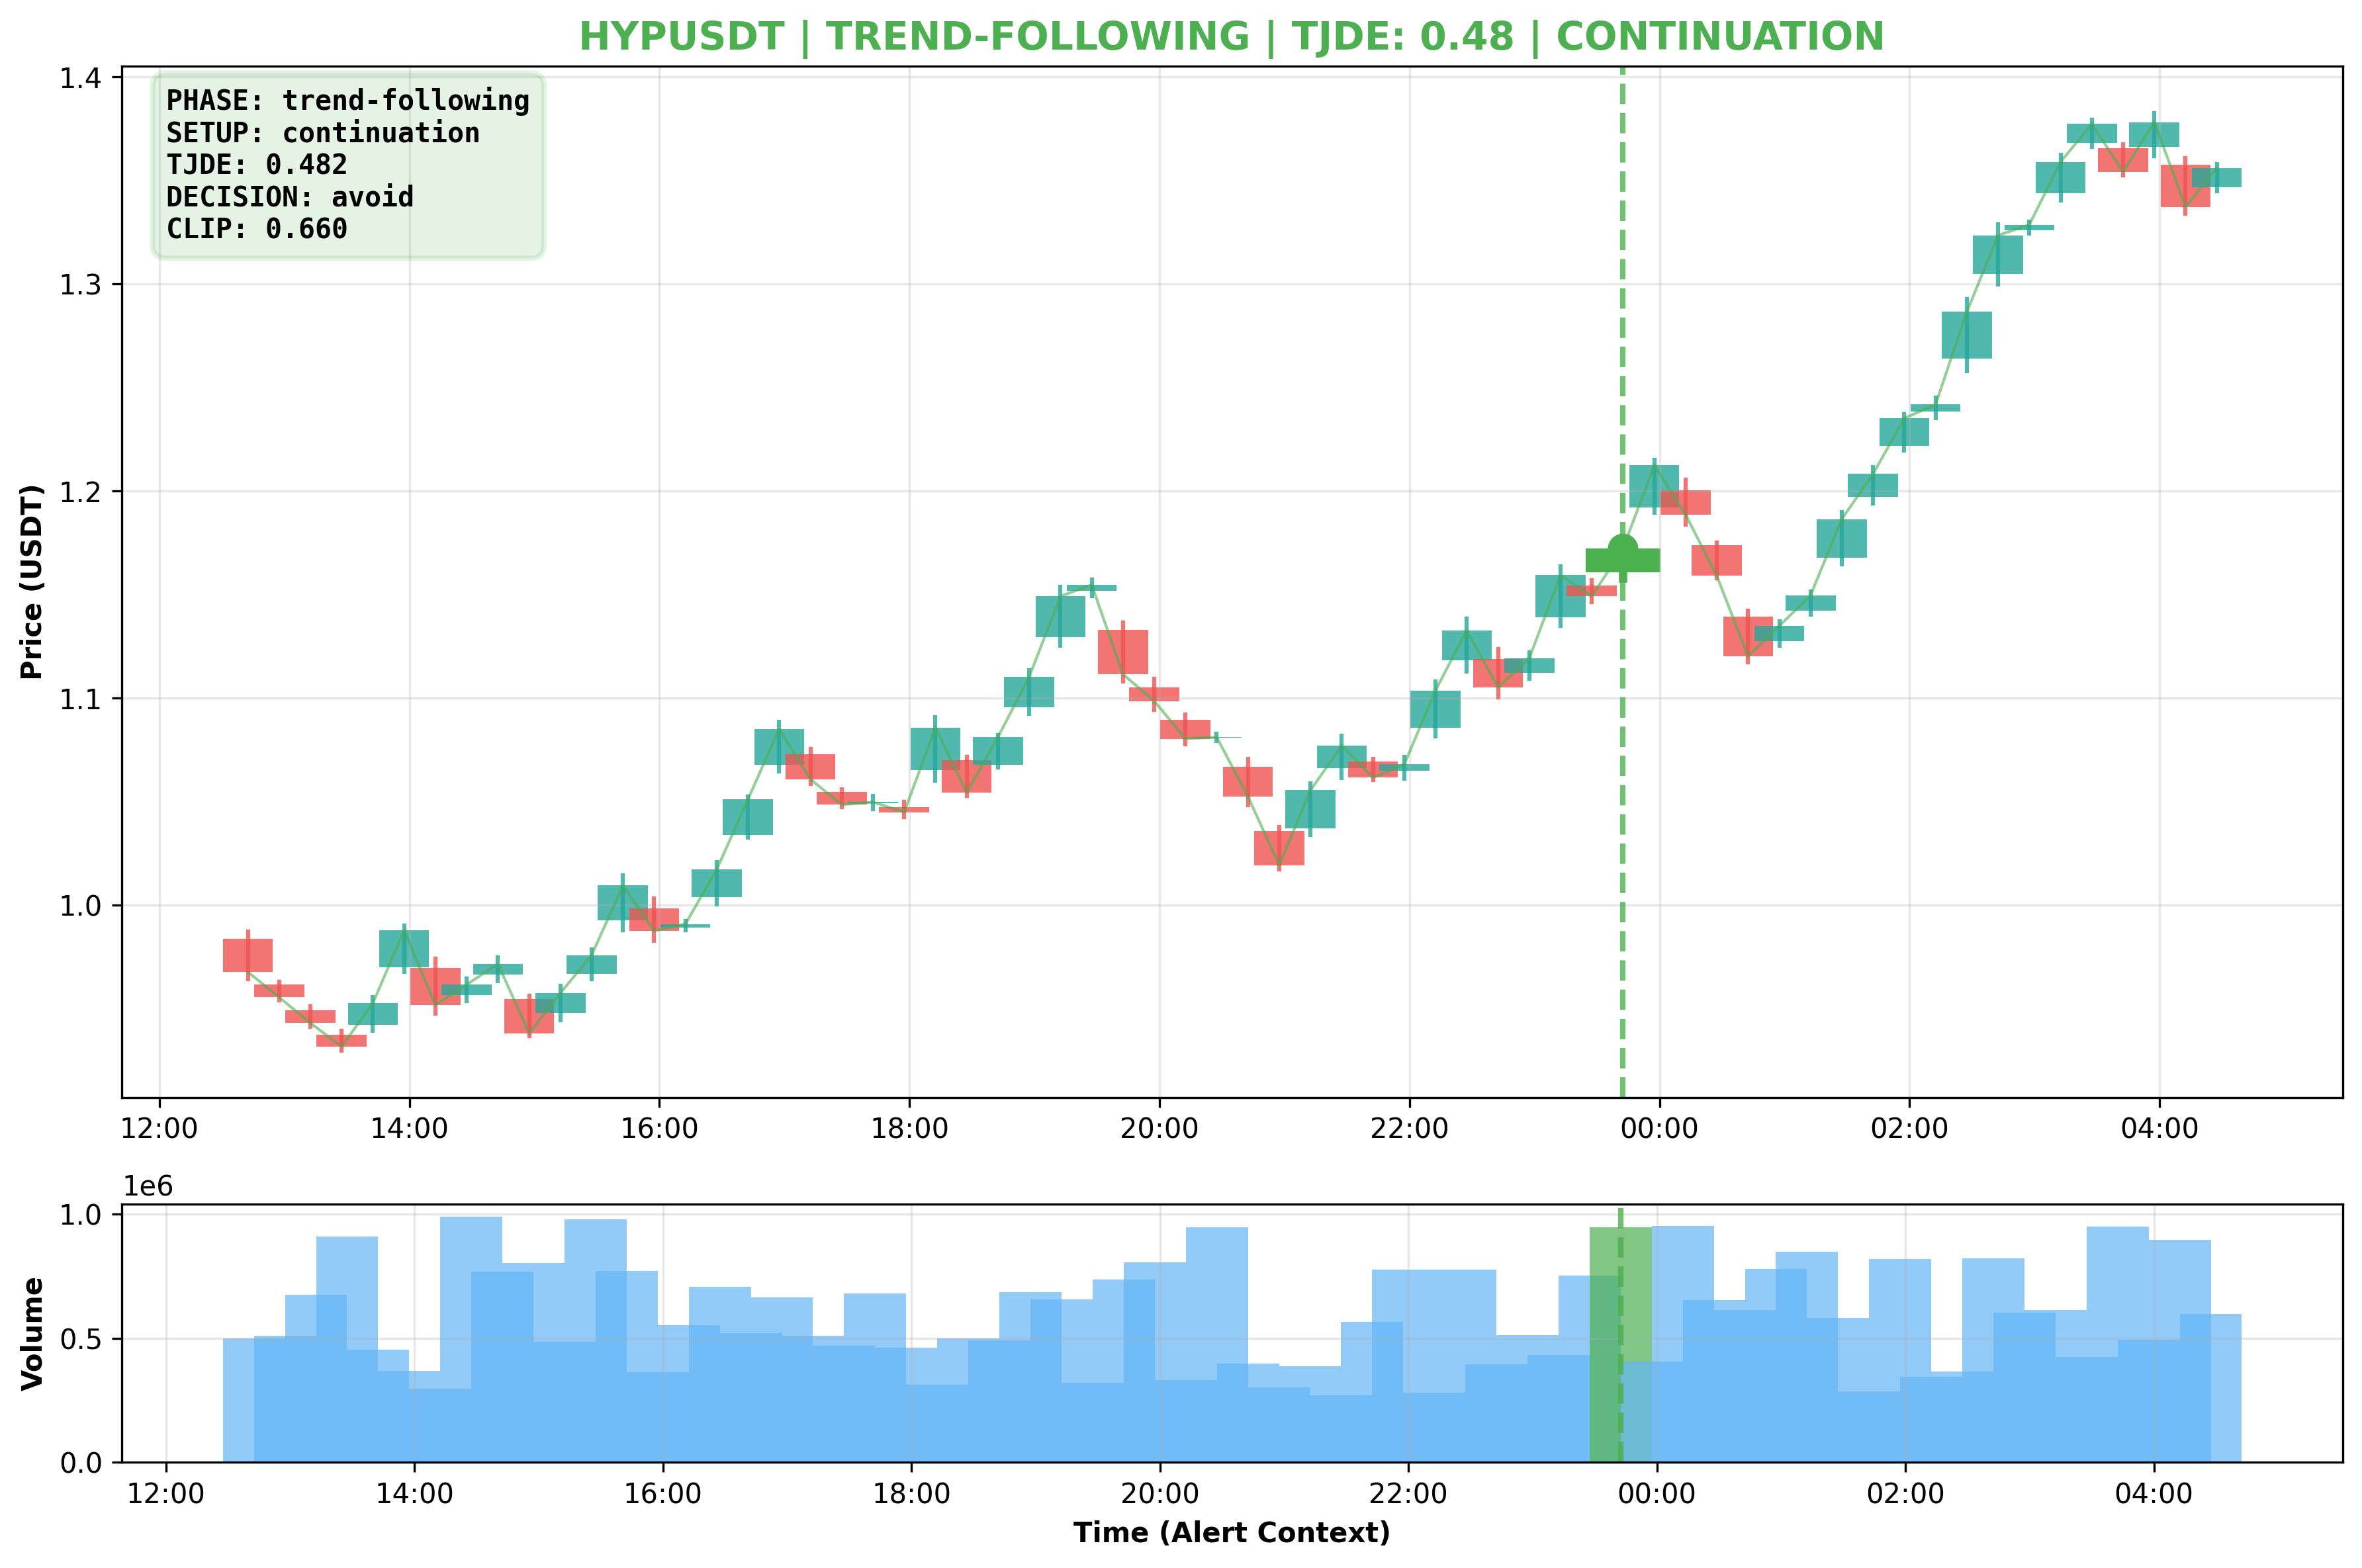 HYPUSDT | TREND-FOLLOWING | TJDE: 0.48 | CONTINUATION
PHASE: trend-following
SETUP: continuation
TJDE: 0.482
DECISION: avoid
CLIP: 0.660
Price (USDT)
1.4
1.3
1.2
1.1
1.0
12:00 14:00 16:00 18:00 20:00 22:00 00:00 02:00 04:00
1e6
Volume
1.0
0.5
0.0
12:00 14:00 16:00 18:00 20:00 22:00 00:00 02:00 04:00
Time (Alert Context)